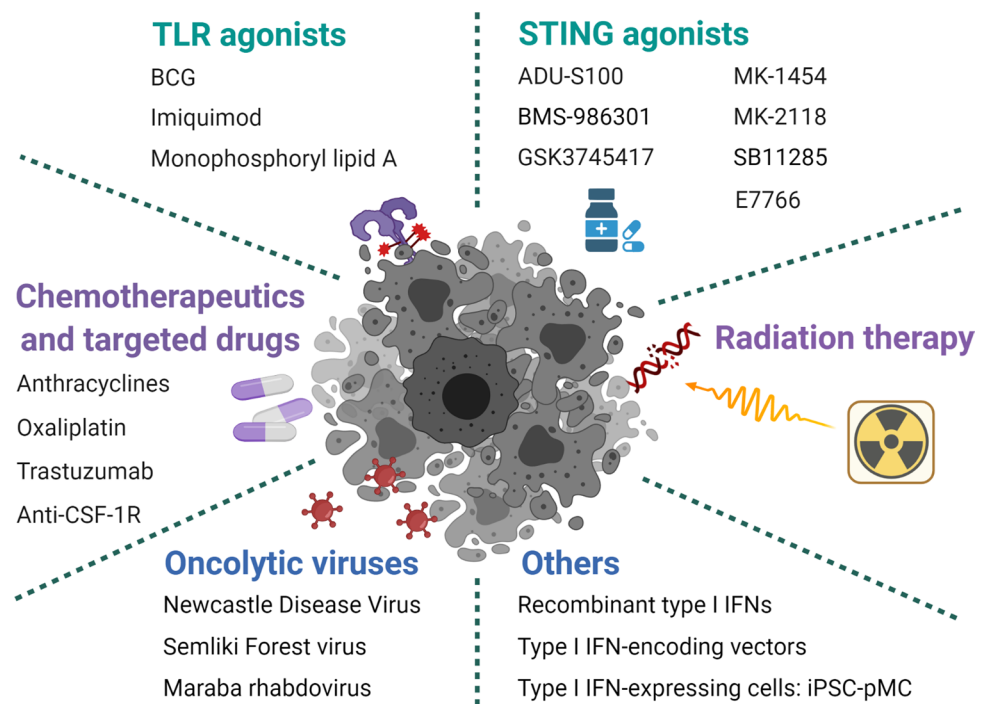 TLR agonists
BCG
Imiquimod
Monophosphoryl lipid A
STING agonists
ADU-S100
BMS-986301
GSK3745417
MK-1454
MK-2118
SB11285
E7766
Chemotherapeutics
and targeted drugs
Anthracyclines
Oxaliplatin
Trastuzumab
Anti-CSF-1R
Radiation therapy
Oncolytic viruses
Newcastle Disease Virus
Semliki Forest virus
Maraba rhabdovirus
Others
Recombinant type I IFNs
Type I IFN-encoding vectors
Type I IFN-expressing cells: iPSC-pMC